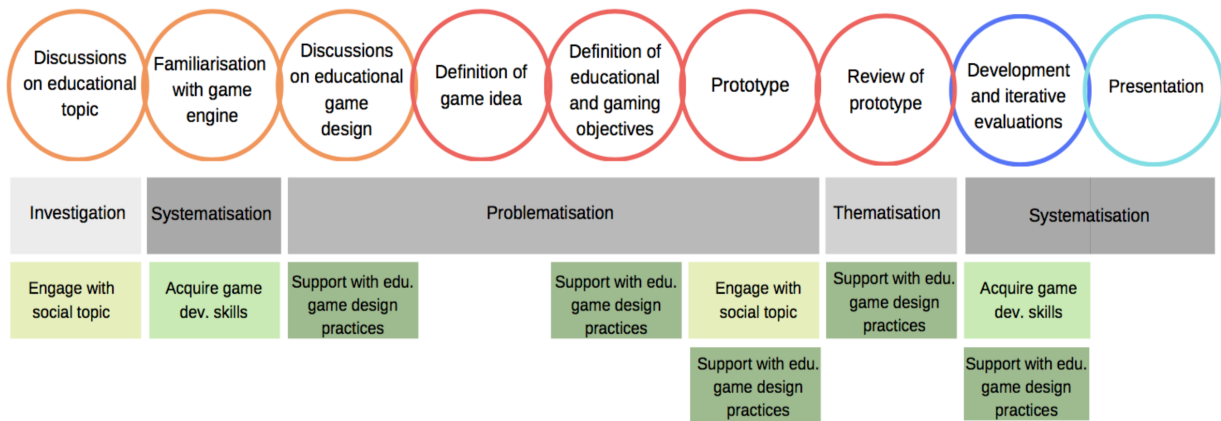 Discussions
on educational
topic
Familiarisation
with game
engine
Discussions
on educational
game
design
Definition of
game idea
Definition of
educational
and gaming
objectives
Prototype
Review of
prototype
Development
and iterative
evaluations
Presentation
Investigation
Systematisation
Problematisation
Thematisation
Systematisation
Engage with
social topic
Acquire game
dev. skills
Support with edu.
game design
practices
Support with edu.
game design
practices
Engage with
social topic
Support with edu.
game design
practices
Acquire game
dev. skills
Support with edu.
game design
practices
Support with edu.
game design
practices